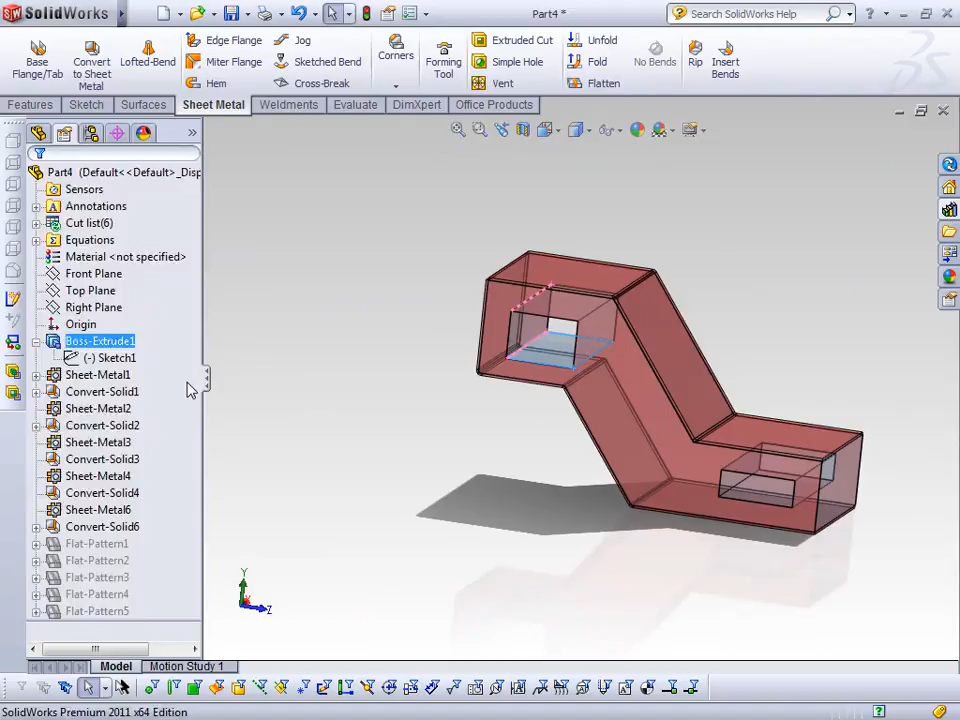 SolidWorks
Part4 *
Search SolidWorks Help
Base Flange/Tab
Convert to Sheet Metal
Lofted-Bend
Edge Flange
Miter Flange
Hem
Jog
Sketched Bend
Cross-Break
Corners
Forming Tool
Extruded Cut
Simple Hole
Vent
Unfold
Fold
Flatten
No Bends
Rip
Insert Bends
Features
Sketch
Surfaces
Sheet Metal
Weldments
Evaluate
DimXpert
Office Products
Part4 (Default<<Default>_Disp
Sensors
Annotations
Cut list(6)
Equations
Material <not specified>
Front Plane
Top Plane
Right Plane
Origin
Boss-Extrude1
(-) Sketch1
Sheet-Metal1
Convert-Solid1
Sheet-Metal2
Convert-Solid2
Sheet-Metal3
Convert-Solid3
Sheet-Metal4
Convert-Solid4
Sheet-Metal6
Convert-Solid6
Flat-Pattern1
Flat-Pattern2
Flat-Pattern3
Flat-Pattern4
Flat-Pattern5
Y
Z
Model
Motion Study 1
SolidWorks Premium 2011 x64 Edition